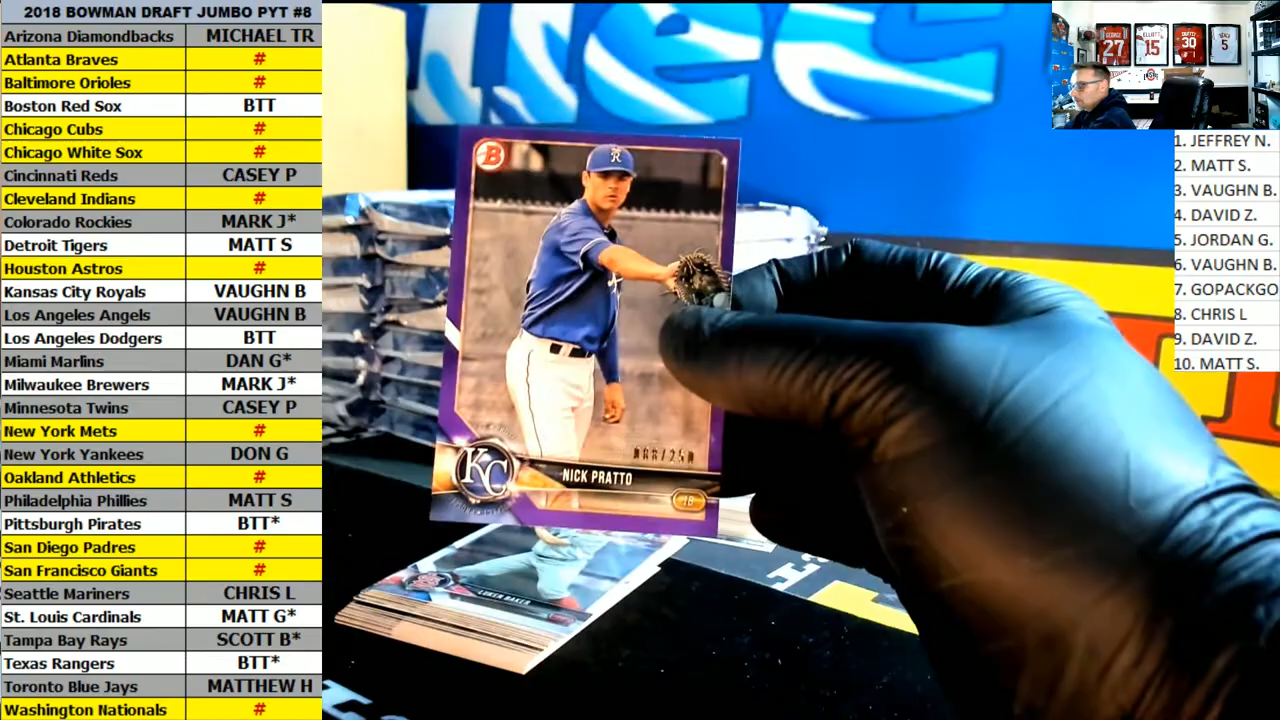 2018 BOWMAN DRAFT JUMBO PYT #8
Arizona Diamondbacks MICHAEL TR
Atlanta Braves #
Baltimore Orioles #
Boston Red Sox BTT
Chicago Cubs #
Chicago White Sox #
Cincinnati Reds CASEY P
Cleveland Indians #
Colorado Rockies MARK J*
Detroit Tigers MATT S
Houston Astros #
Kansas City Royals VAUGHN B
Los Angeles Angels VAUGHN B
Los Angeles Dodgers BTT
Miami Marlins DAN G*
Milwaukee Brewers MARK J*
Minnesota Twins CASEY P
New York Mets #
New York Yankees DON G
Oakland Athletics #
Philadelphia Phillies MATT S
Pittsburgh Pirates BTT*
San Diego Padres #
San Francisco Giants #
Seattle Mariners CHRIS L
St. Louis Cardinals MATT G*
Tampa Bay Rays SCOTT B*
Texas Rangers BTT*
Toronto Blue Jays MATTHEW H
Washington Nationals #
B
R
KC
NICK PRATTO
1B
LUKEN BAKER
27
ELLIOTT
15
30
5
1. JEFFREY N.
2. MATT S.
3. VAUGHN B.
4. DAVID Z.
5. JORDAN G.
6. VAUGHN B.
7. GOPACKGO
8. CHRIS L
9. DAVID Z.
10. MATT S.